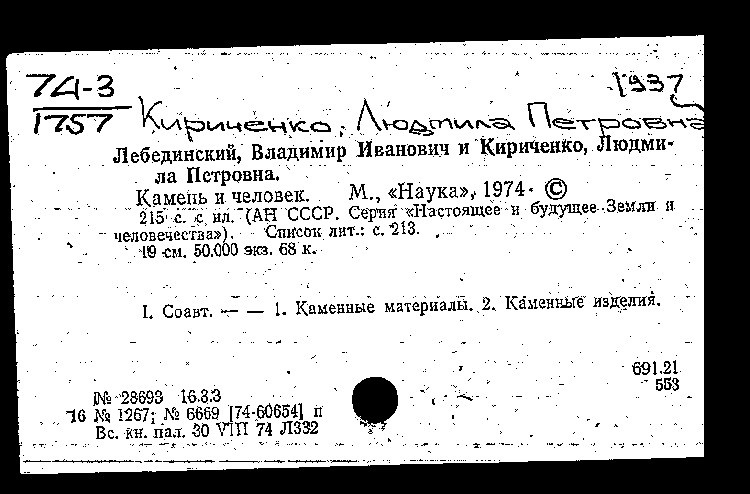 74-3 1937
1757 Кириченко, Людмила Петровна
Лебединский, Владимир Иванович и Кириченко, Людми-
ла Петровна.
Камень и человек. М., «Наука», 1974. ©
215 с. с ил. (АН СССР. Серия «Настоящее и будущее Земли и
человечества»). Список лит.: с. 213.
19 см. 50.000 экз. 68 к.
I. Соавт. — — 1. Каменные материалы. 2. Каменные изделия.
691.21
553
№ 28693 16.3.3
16 № 1267; № 6669 [74-60654] п
Вс. кн. пал. 30 VIII 74 Л332